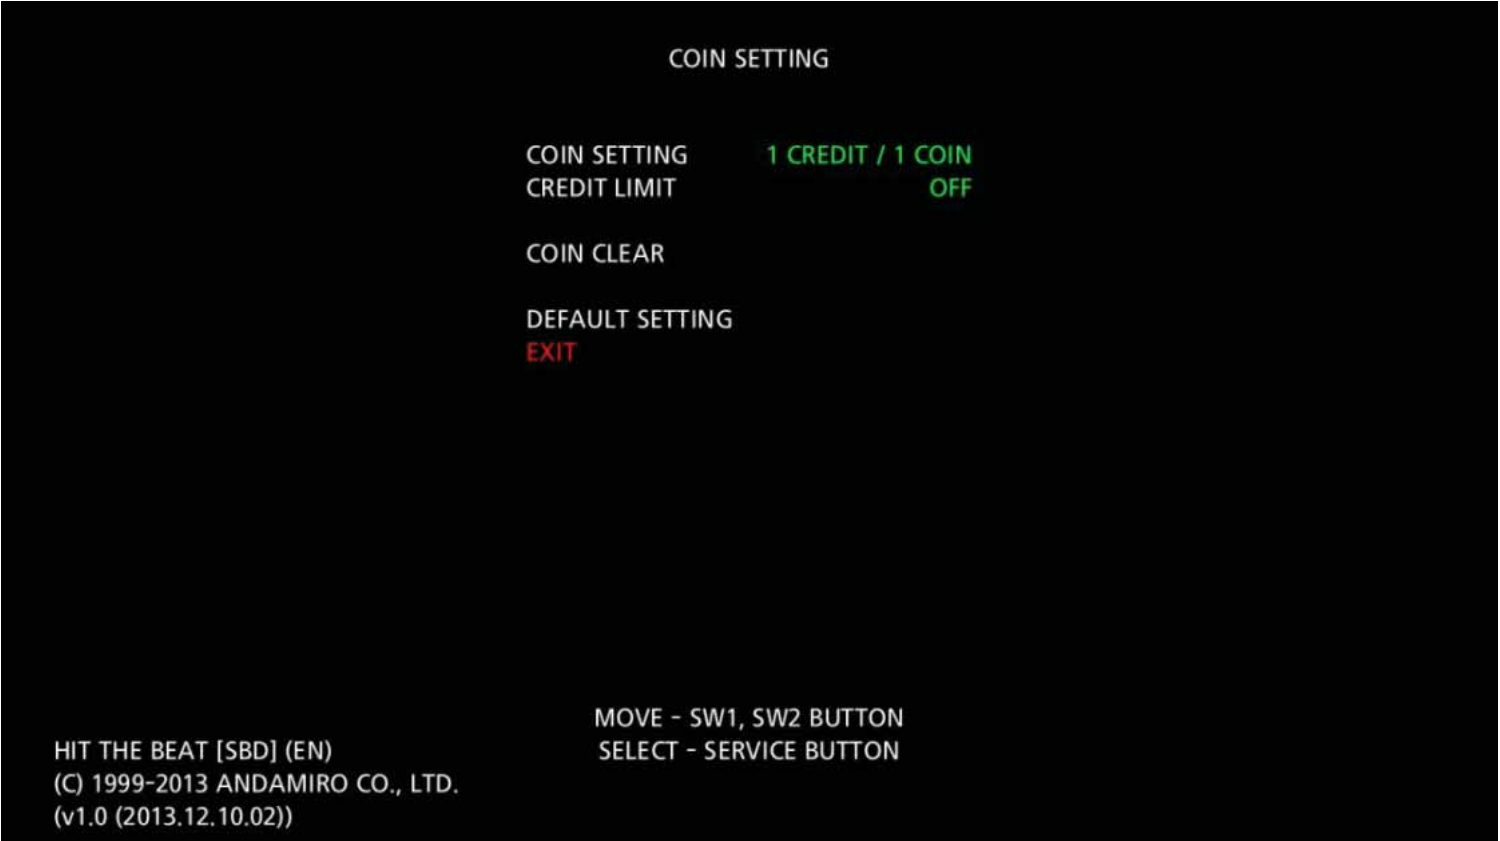 COIN SETTING
COIN SETTING 1 CREDIT / 1 COIN
CREDIT LIMIT OFF
COIN CLEAR
DEFAULT SETTING
EXIT
MOVE - SW1, SW2 BUTTON
SELECT - SERVICE BUTTON
HIT THE BEAT [SBD] (EN)
(C) 1999-2013 ANDAMIRO CO., LTD.
(v1.0 (2013.12.10.02))